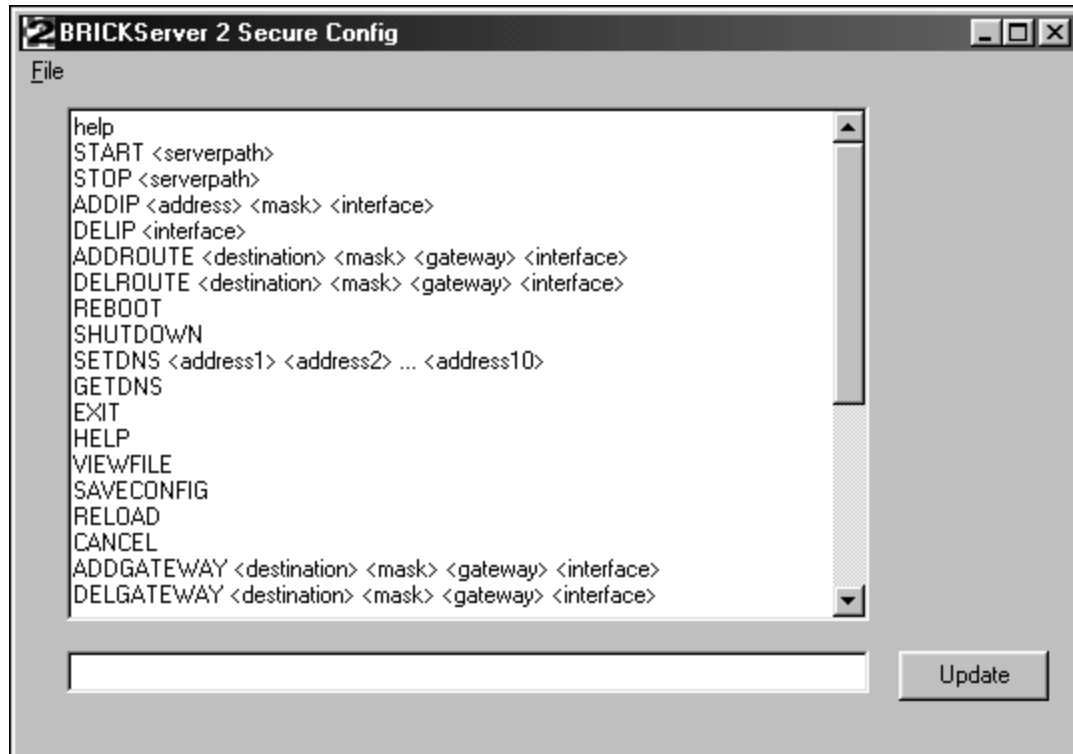 BRICKServer 2 Secure Config
File
help
START <serverpath>
STOP <serverpath>
ADDIP <address> <mask> <interface>
DELIP <interface>
ADDROUTE <destination> <mask> <gateway> <interface>
DELROUTE <destination> <mask> <gateway> <interface>
REBOOT
SHUTDOWN
SETDNS <address1> <address2> ... <address10>
GETDNS
EXIT
HELP
VIEWFILE
SAVECONFIG
RELOAD
CANCEL
ADDGATEWAY <destination> <mask> <gateway> <interface>
DELGATEWAY <destination> <mask> <gateway> <interface>
Update